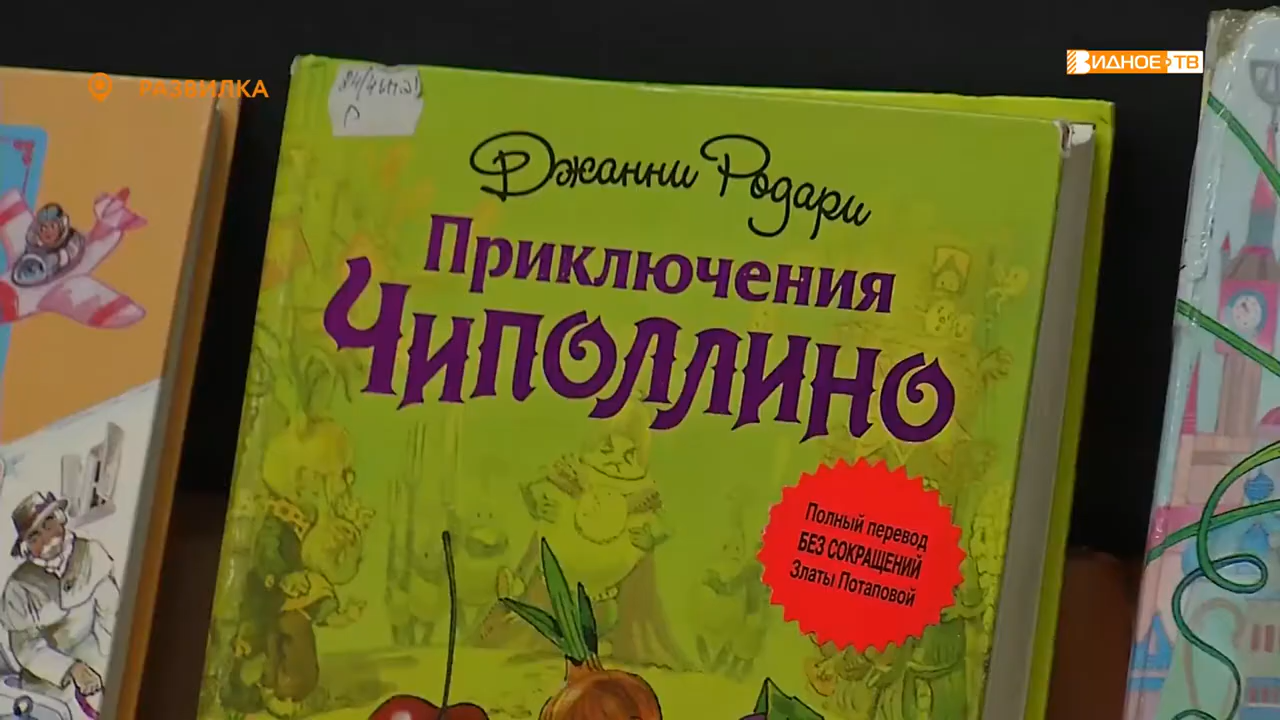 РАЗВИЛКА
ВИДНОЕ ТВ
Джанни Родари
Приключения
Чиполлино
Полный перевод
БЕЗ СОКРАЩЕНИЙ
Златы Потаповой